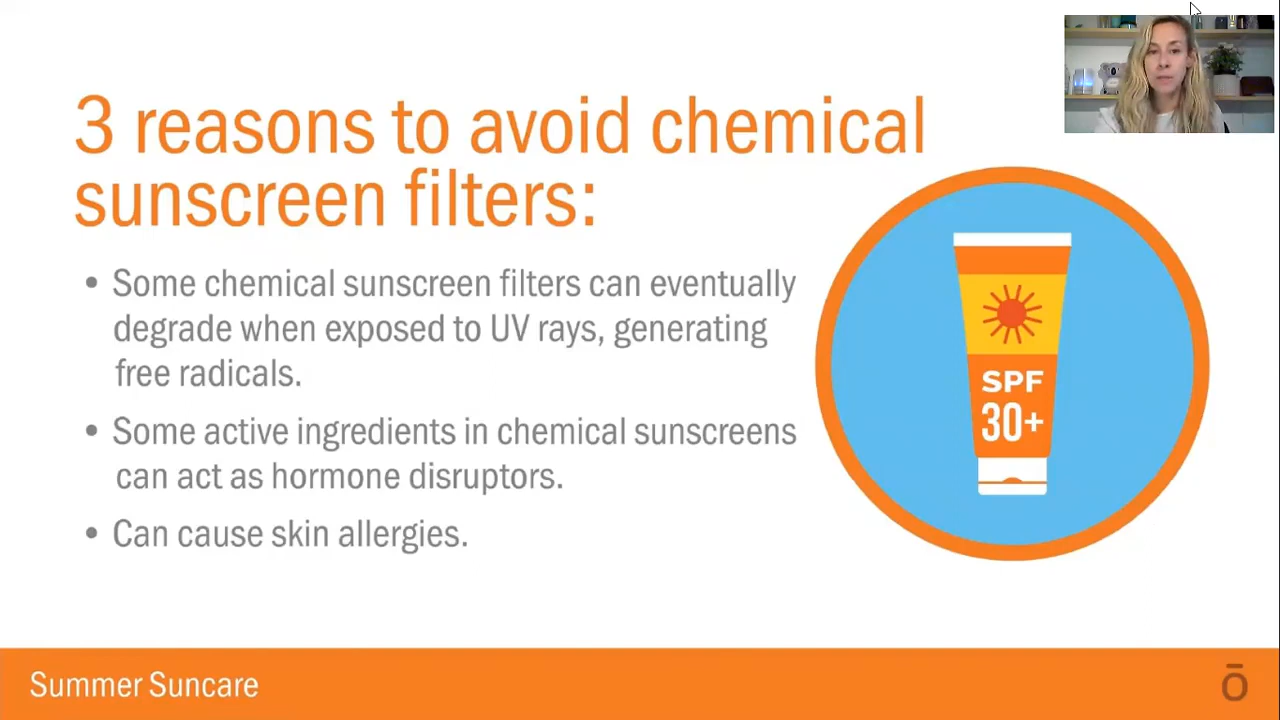 3 reasons to avoid chemical
sunscreen filters:
• Some chemical sunscreen filters can eventually
degrade when exposed to UV rays, generating
free radicals.
• Some active ingredients in chemical sunscreens
can act as hormone disruptors.
• Can cause skin allergies.
SPF
30+
Summer Suncare
ō